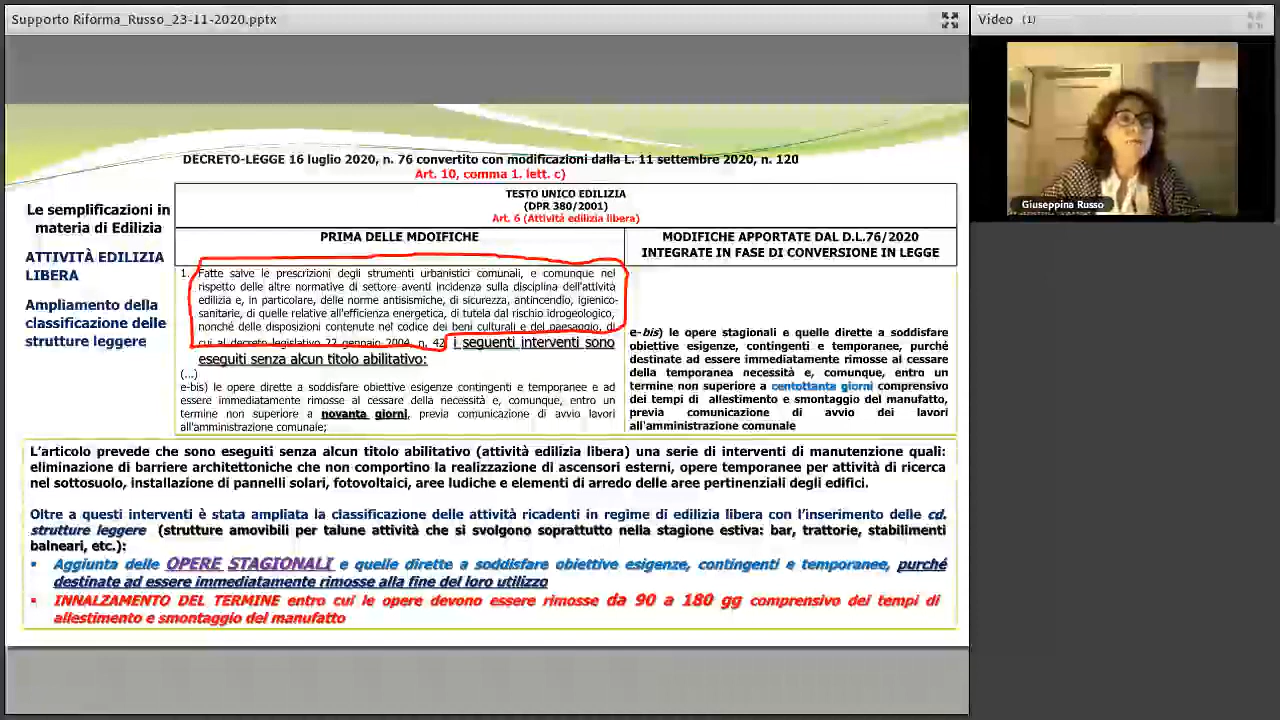 Supporto Riforma_Russo_23-11-2020.pptx
Video (1)
Giuseppina Russo
DECRETO-LEGGE 16 luglio 2020, n. 76 convertito con modificazioni dalla L. 11 settembre 2020, n. 120
Art. 10, comma 1. lett. c)
Le semplificazioni in
materia di Edilizia
ATTIVITÀ EDILIZIA
LIBERA
Ampliamento della
classificazione delle
strutture leggere
TESTO UNICO EDILIZIA
(DPR 380/2001)
Art. 6 (Attività edilizia libera)
PRIMA DELLE MDOIFICHE
1. Fatte salve le prescrizioni degli strumenti urbanistici comunali, e comunque nel
rispetto delle altre normative di settore aventi incidenza sulla disciplina dell'attività
edilizia e, in particolare, delle norme antisismiche, di sicurezza, antincendio, igienico-
sanitarie, di quelle relative all'efficienza energetica, di tutela dal rischio idrogeologico,
nonché delle disposizioni contenute nel codice dei beni culturali e del paesaggio, di
cui al decreto legislativo 22 gennaio 2004, n. 42, i seguenti interventi sono
eseguiti senza alcun titolo abilitativo:
(...)
e-bis) le opere dirette a soddisfare obiettive esigenze contingenti e temporanee e ad
essere immediatamente rimosse al cessare della necessità e, comunque, entro un
termine non superiore a novanta giorni, previa comunicazione di avvio lavori
all'amministrazione comunale;
MODIFICHE APPORTATE DAL D.L.76/2020
INTEGRATE IN FASE DI CONVERSIONE IN LEGGE
e-bis) le opere stagionali e quelle dirette a soddisfare
obiettive esigenze, contingenti e temporanee, purché
destinate ad essere immediatamente rimosse al cessare
della temporanea necessità e, comunque, entro un
termine non superiore a centottanta giorni comprensivo
dei tempi di allestimento e smontaggio del manufatto,
previa comunicazione di avvio dei lavori
all'amministrazione comunale
L'articolo prevede che sono eseguiti senza alcun titolo abilitativo (attività edilizia libera) una serie di interventi di manutenzione quali:
eliminazione di barriere architettoniche che non comportino la realizzazione di ascensori esterni, opere temporanee per attività di ricerca
nel sottosuolo, installazione di pannelli solari, fotovoltaici, aree ludiche e elementi di arredo delle aree pertinenziali degli edifici.
Oltre a questi interventi è stata ampliata la classificazione delle attività ricadenti in regime di edilizia libera con l'inserimento delle cd.
strutture leggere (strutture amovibili per talune attività che si svolgono soprattutto nella stagione estiva: bar, trattorie, stabilimenti
balneari, etc.):
▪ Aggiunta delle OPERE STAGIONALI e quelle dirette a soddisfare obiettive esigenze, contingenti e temporanee, purché
destinate ad essere immediatamente rimosse alla fine del loro utilizzo
▪ INNALZAMENTO DEL TERMINE entro cui le opere devono essere rimosse da 90 a 180 gg comprensivo dei tempi di
allestimento e smontaggio del manufatto